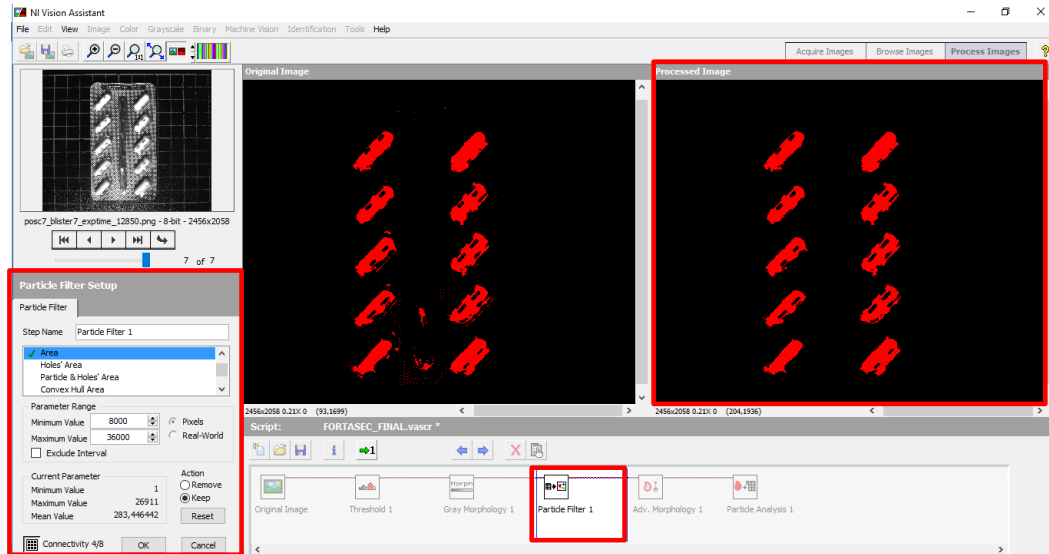 NI Vision Assistant
File Edit View Image Color Grayscale Binary Machine Vision Identification Tools Help
1:1
Acquire Images Browse Images Process Images ?
Original Image
Processed Image
posc7_blister7_exptime_12850.png - 8-bit - 2456x2058
7 of 7
Particle Filter Setup
Particle Filter
Step Name Particle Filter 1
Area
Holes' Area
Particle & Holes' Area
Convex Hull Area
Parameter Range
Minimum Value 8000 Pixels
Maximum Value 36000 Real-World
Exclude Interval
Current Parameter
Minimum Value 1
Maximum Value 26911
Mean Value 283,446442
Action
Remove
Keep
Reset
Connectivity 4/8 OK Cancel
2456x2058 0.21X 0 (93,1699)
2456x2058 0.21X 0 (204,1936)
Script: FORTASEC_FINAL.vascr *
1
Morph
Original Image Threshold 1 Gray Morphology 1 Particle Filter 1 Adv. Morphology 1 Particle Analysis 1